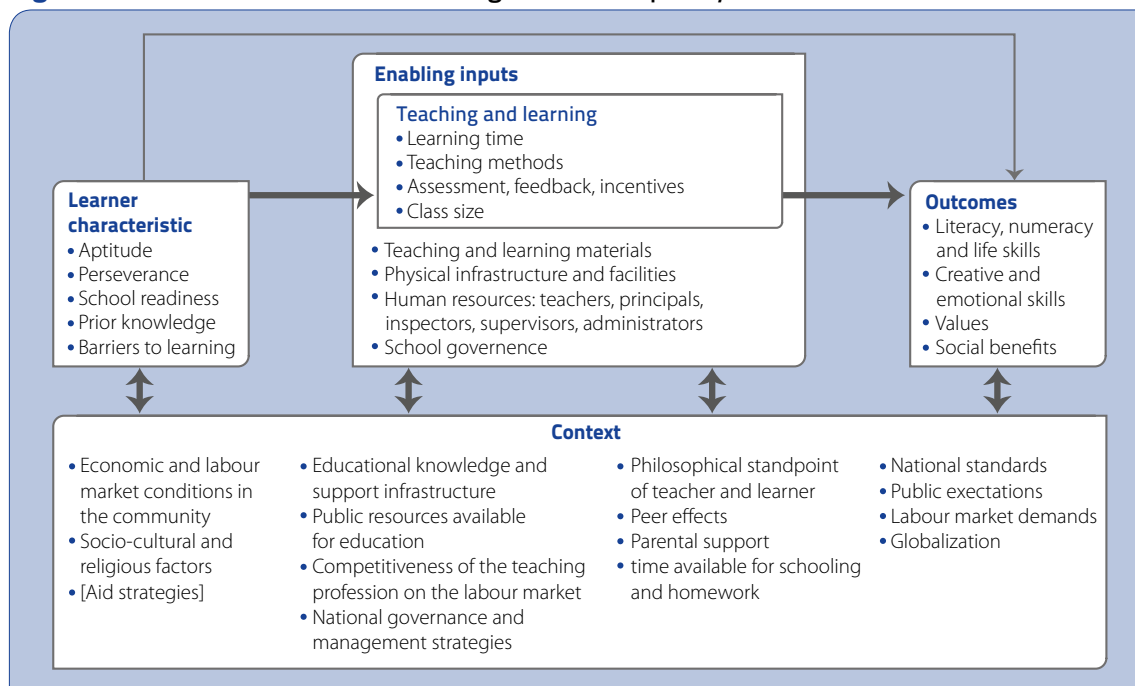 Enabling inputs
Teaching and learning
• Learning time
• Teaching methods
• Assessment, feedback, incentives
• Class size
• Teaching and learning materials
• Physical infrastructure and facilities
• Human resources: teachers, principals,
inspectors, supervisors, administrators
• School governence
Learner
characteristic
• Aptitude
• Perseverance
• School readiness
• Prior knowledge
• Barriers to learning
Outcomes
• Literacy, numeracy
and life skills
• Creative and
emotional skills
• Values
• Social benefits
Context
• Economic and labour
market conditions in
the community
• Socio-cultural and
religious factors
• [Aid strategies]
• Educational knowledge and
support infrastructure
• Public resources available
for education
• Competitiveness of the teaching
profession on the labour market
• National governance and
management strategies
• Philosophical standpoint
of teacher and learner
• Peer effects
• Parental support
• time available for schooling
and homework
• National standards
• Public exectations
• Labour market demands
• Globalization